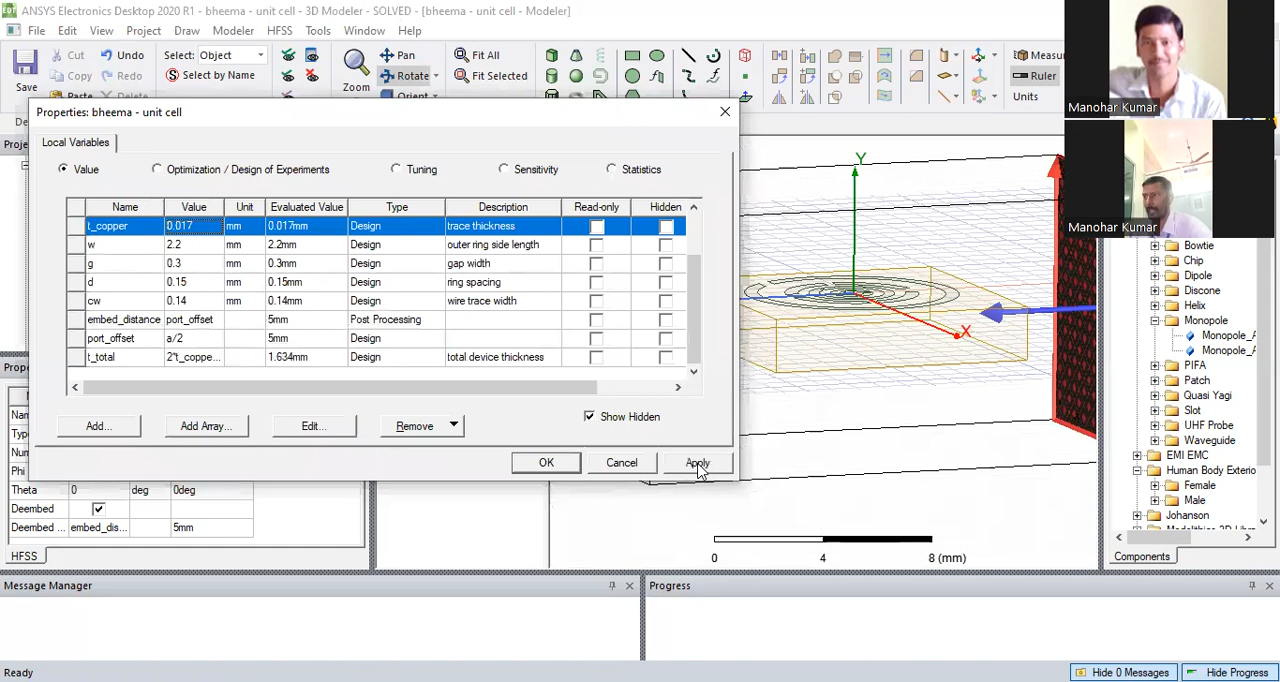 ANSYS Electronics Desktop 2020 R1 - bheema - unit cell - 3D Modeler - SOLVED - [bheema - unit cell - Modeler]
File Edit View Project Draw Modeler HFSS Tools Window Help
Save Cut Copy Paste Undo Redo
Select: Object
Select by Name
Zoom Pan Rotate Orient
Fit All
Fit Selected
Measu
Ruler
Units
Manohar Kumar
Manohar Kumar
Properties: bheema - unit cell
Local Variables
Value Optimization / Design of Experiments Tuning Sensitivity Statistics
Name Value Unit Evaluated Value Type Description Read-only Hidden
t_copper 0.017 mm 0.017mm Design trace thickness
w 2.2 mm 2.2mm Design outer ring side length
g 0.3 mm 0.3mm Design gap width
d 0.15 mm 0.15mm Design ring spacing
cw 0.14 mm 0.14mm Design wire trace width
embed_distance port_offset 5mm Post Processing
port_offset a/2 5mm Design
t_total 2*t_coppe... 1.634mm Design total device thickness
Show Hidden
Add... Add Array... Edit... Remove
OK Cancel Apply
Theta 0 deg 0deg
Deembed
Deembed ... embed_dis... 5mm
HFSS
Y
X
0 4 8 (mm)
Bowtie
Chip
Dipole
Discone
Helix
Monopole
Monopole_A
Monopole_A
PIFA
Patch
Quasi Yagi
Slot
UHF Probe
Waveguide
EMI EMC
Human Body Exterio
Female
Male
Johanson
Components
Message Manager
Progress
Ready
Hide 0 Messages
Hide Progress